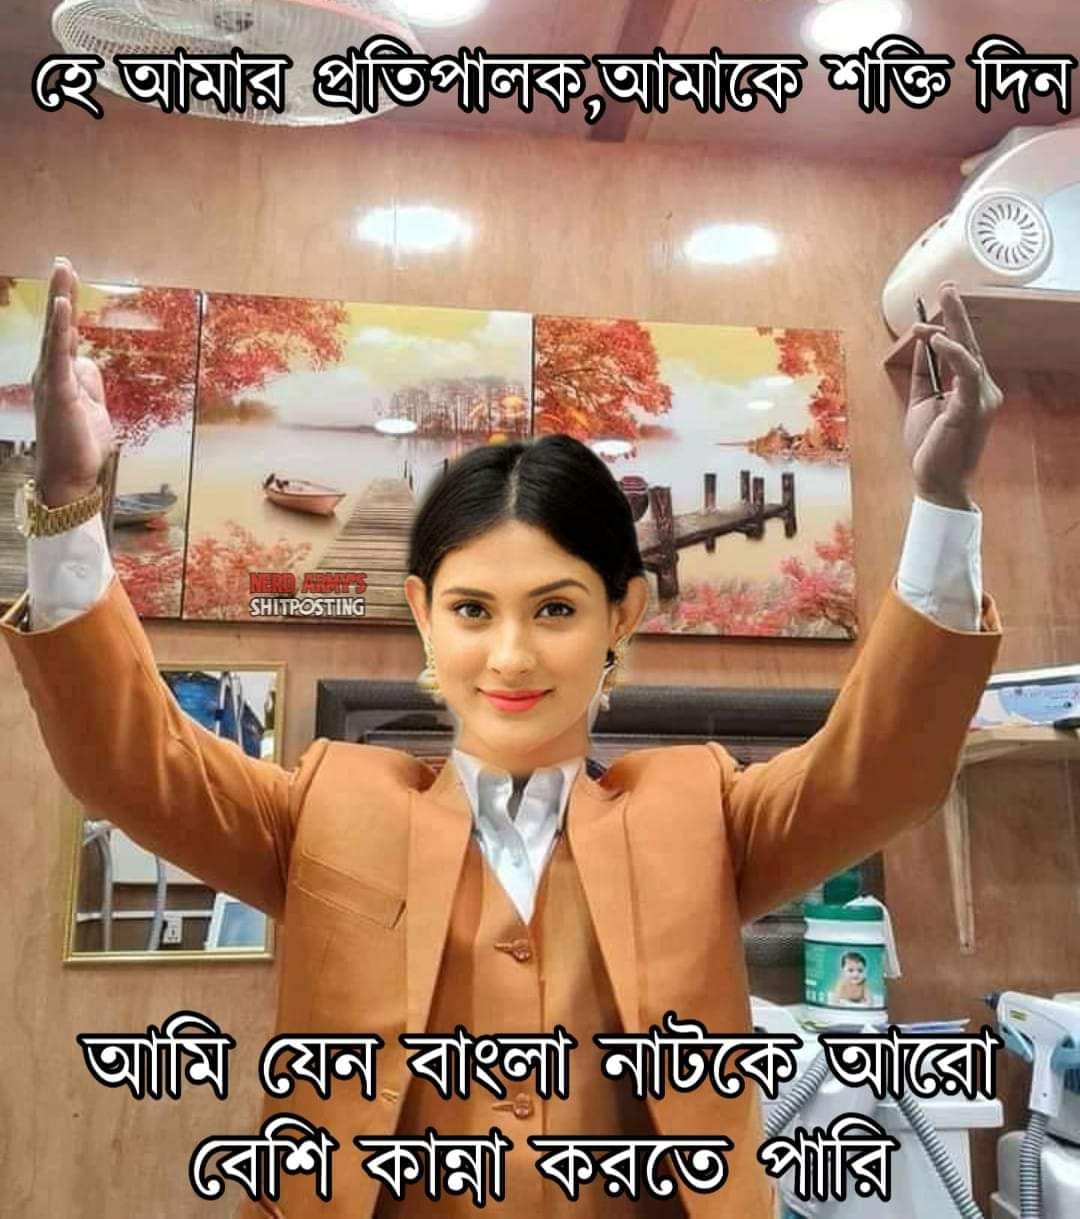 হে আমার প্রতিপালক,আমাকে শক্তি দিন
NERD ARMY'S
SHITPOSTING
আমি যেন বাংলা নাটকে আরো
বেশি কান্না করতে পারি